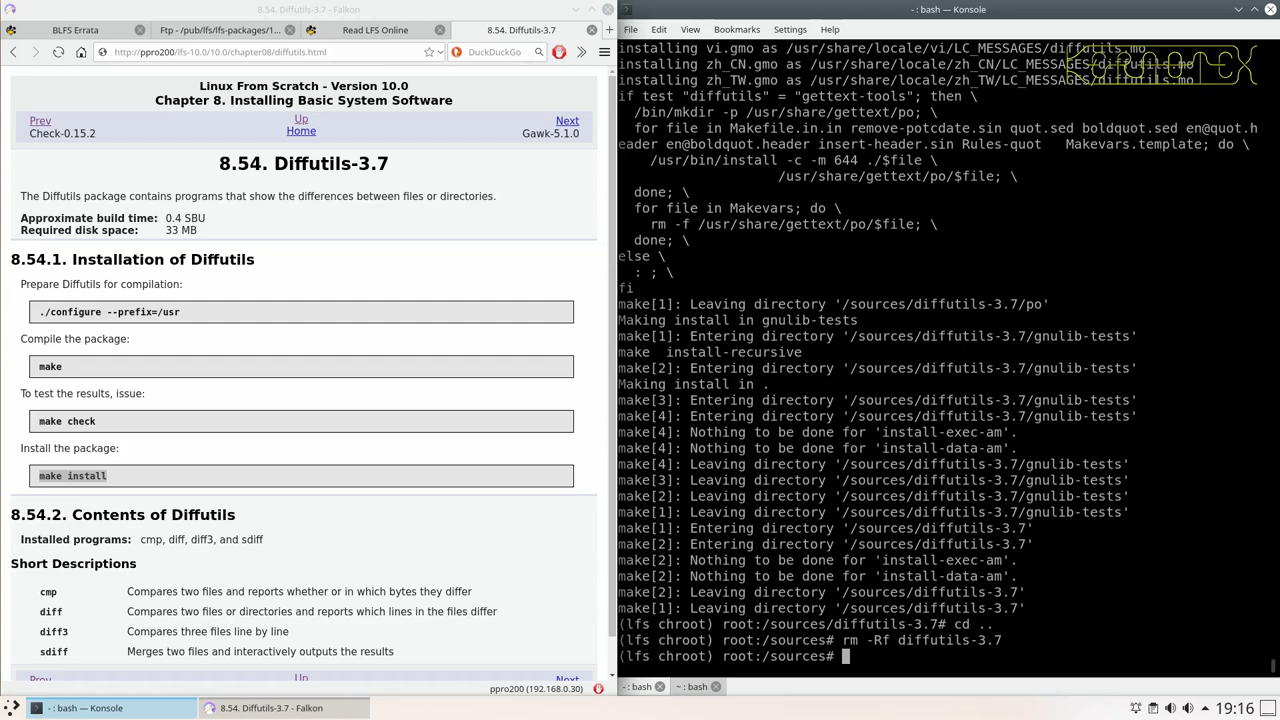 8.54. Diffutils-3.7 - Falkon
BLFS Errata
Ftp - /pub/lfs/lfs-packages/1...
Read LFS Online
8.54. Diffutils-3.7
http://ppro200/lfs-10.0/10.0/chapter08/diffutils.html
DuckDuckGo
Linux From Scratch - Version 10.0
Chapter 8. Installing Basic System Software
Prev
Up
Next
Check-0.15.2
Home
Gawk-5.1.0
8.54. Diffutils-3.7
The Diffutils package contains programs that show the differences between files or directories.
Approximate build time: 0.4 SBU
Required disk space: 33 MB
8.54.1. Installation of Diffutils
Prepare Diffutils for compilation:
./configure --prefix=/usr
Compile the package:
make
To test the results, issue:
make check
Install the package:
make install
8.54.2. Contents of Diffutils
Installed programs: cmp, diff, diff3, and sdiff
Short Descriptions
cmp Compares two files and reports whether or in which bytes they differ
diff Compares two files or directories and reports which lines in the files differ
diff3 Compares three files line by line
sdiff Merges two files and interactively outputs the results
Prev
Up
Next
ppro200 (192.168.0.30)
- : bash — Konsole
File Edit View Bookmarks Settings Help
installing vi.gmo as /usr/share/locale/vi/LC_MESSAGES/diffutils.mo
installing zh_CN.gmo as /usr/share/locale/zh_CN/LC_MESSAGES/diffutils.mo
installing zh_TW.gmo as /usr/share/locale/zh_TW/LC_MESSAGES/diffutils.mo
if test "diffutils" = "gettext-tools"; then \
/bin/mkdir -p /usr/share/gettext/po; \
for file in Makefile.in.in remove-potcdate.sin quot.sed boldquot.sed en@quot.h
eader en@boldquot.header insert-header.sin Rules-quot Makevars.template; do \
/usr/bin/install -c -m 644 ./$file \
/usr/share/gettext/po/$file; \
done; \
for file in Makevars; do \
rm -f /usr/share/gettext/po/$file; \
done; \
else \
: ; \
fi
make[1]: Leaving directory '/sources/diffutils-3.7/po'
Making install in gnulib-tests
make[1]: Entering directory '/sources/diffutils-3.7/gnulib-tests'
make install-recursive
make[2]: Entering directory '/sources/diffutils-3.7/gnulib-tests'
Making install in .
make[3]: Entering directory '/sources/diffutils-3.7/gnulib-tests'
make[4]: Entering directory '/sources/diffutils-3.7/gnulib-tests'
make[4]: Nothing to be done for 'install-exec-am'.
make[4]: Nothing to be done for 'install-data-am'.
make[4]: Leaving directory '/sources/diffutils-3.7/gnulib-tests'
make[3]: Leaving directory '/sources/diffutils-3.7/gnulib-tests'
make[2]: Leaving directory '/sources/diffutils-3.7/gnulib-tests'
make[1]: Leaving directory '/sources/diffutils-3.7/gnulib-tests'
make[1]: Entering directory '/sources/diffutils-3.7'
make[2]: Entering directory '/sources/diffutils-3.7'
make[2]: Nothing to be done for 'install-exec-am'.
make[2]: Nothing to be done for 'install-data-am'.
make[2]: Leaving directory '/sources/diffutils-3.7'
make[1]: Leaving directory '/sources/diffutils-3.7'
(lfs chroot) root:/sources/diffutils-3.7# cd ..
(lfs chroot) root:/sources# rm -Rf diffutils-3.7
(lfs chroot) root:/sources#
- : bash
~ : bash
- : bash — Konsole
8.54. Diffutils-3.7 - Falkon
19:16